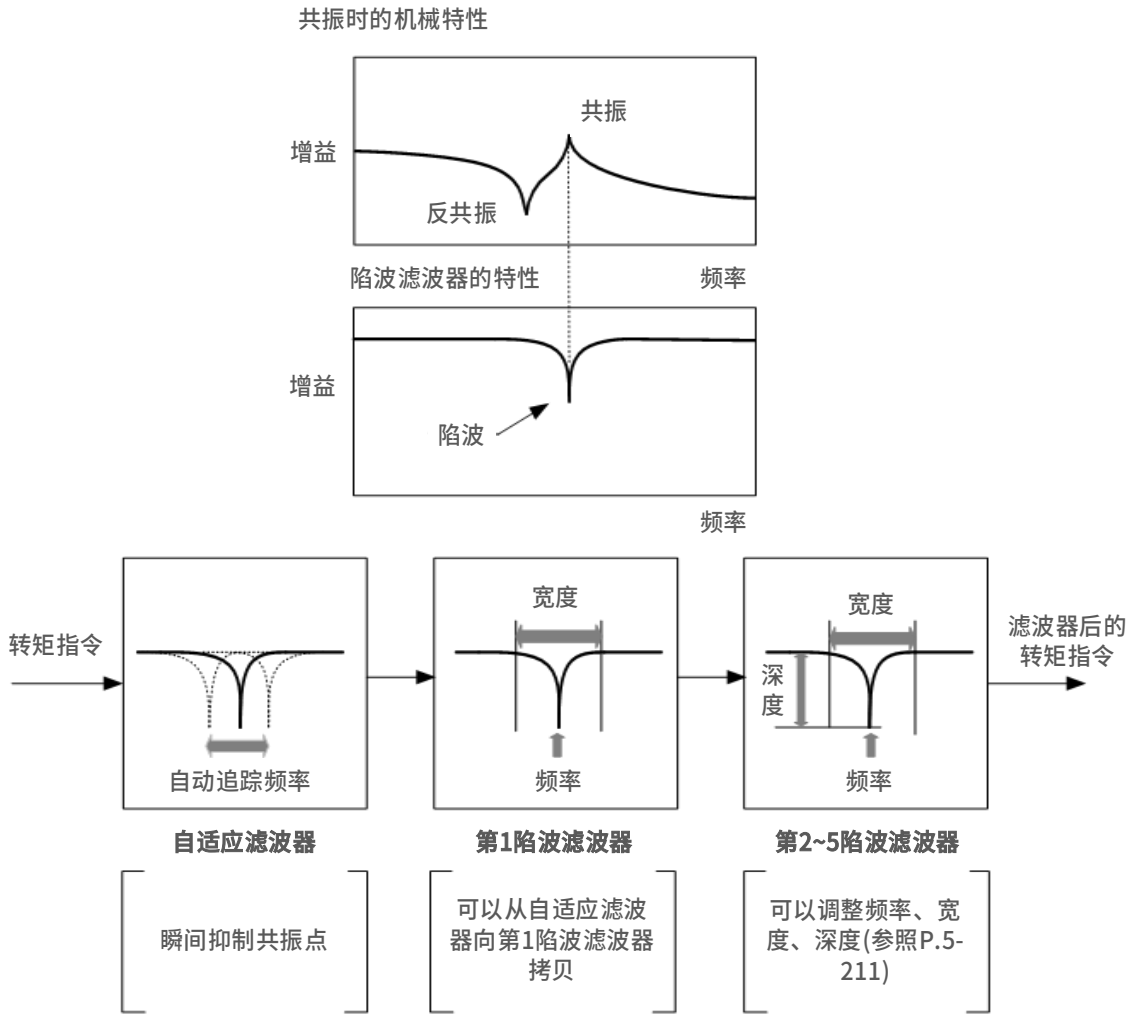 共振时的机械特性
共振
增益
反共振
陷波滤波器的特性
频率
增益
陷波
频率
转矩指令
自动追踪频率
宽度
频率
宽度
深
度
频率
滤波器后的
转矩指令
自适应滤波器
第1陷波滤波器
第2~5陷波滤波器
瞬间抑制共振点
可以从自适应滤波
器向第1陷波滤波器
拷贝
可以调整频率、宽
度、深度(参照P.5-
211)